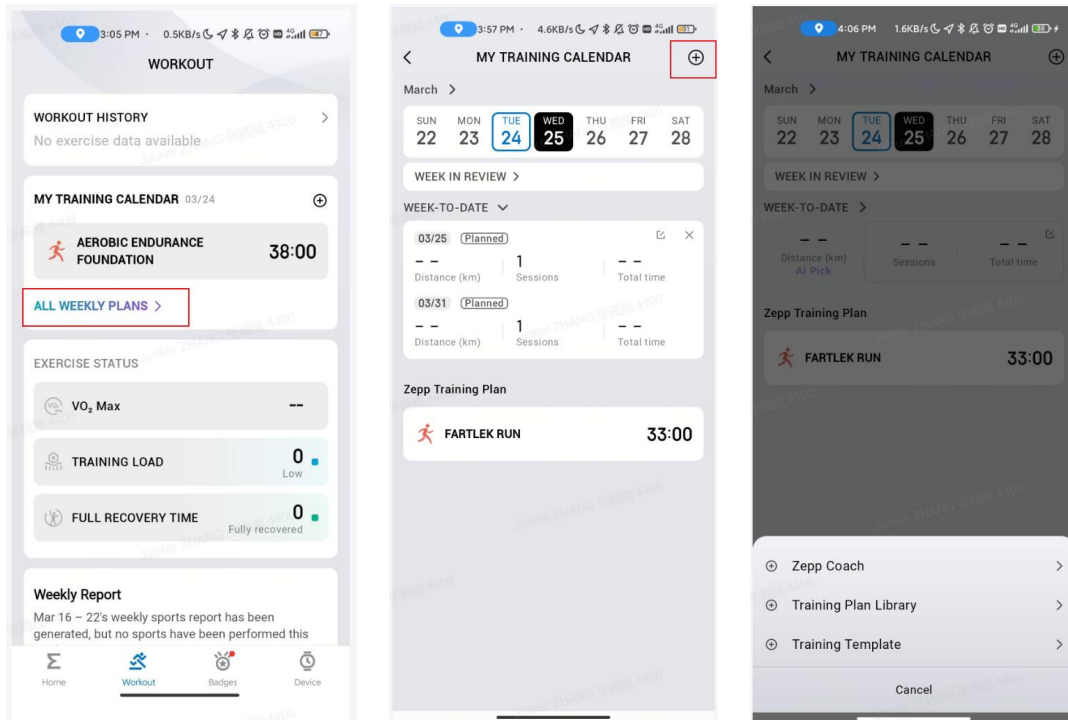 3:05 PM · 0.5KB/s
WORKOUT
WORKOUT HISTORY
No exercise data available
MY TRAINING CALENDAR 03/24
AEROBIC ENDURANCE
FOUNDATION
38:00
ALL WEEKLY PLANS
EXERCISE STATUS
VO₂ Max
--
TRAINING LOAD
0
Low
FULL RECOVERY TIME
0
Fully recovered
Weekly Report
Mar 16 – 22's weekly sports report has been
generated, but no sports have been performed this
Home Workout Badges Device
3:57 PM · 4.6KB/s
MY TRAINING CALENDAR
March
SUN MON TUE WED THU FRI SAT
22 23 24 25 26 27 28
WEEK IN REVIEW
WEEK-TO-DATE
03/25 Planned
-- 1 --
Distance (km) Sessions Total time
03/31 Planned
-- 1 --
Distance (km) Sessions Total time
Zepp Training Plan
FARTLEK RUN 33:00
4:06 PM 1.6KB/s
MY TRAINING CALENDAR
March
SUN MON TUE WED THU FRI SAT
22 23 24 25 26 27 28
WEEK IN REVIEW
WEEK-TO-DATE
-- -- --
Distance (km) Sessions Total time
AI Pick
Zepp Training Plan
FARTLEK RUN 33:00
Zepp Coach
Training Plan Library
Training Template
Cancel